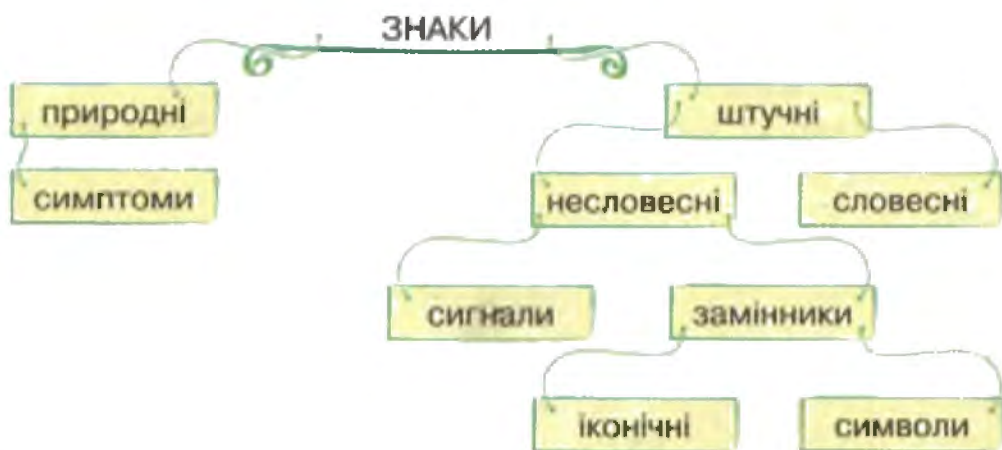 ЗНАКИ
природні
штучні
симптоми
несловесні
словесні
сигнали
замінники
іконічні
символи